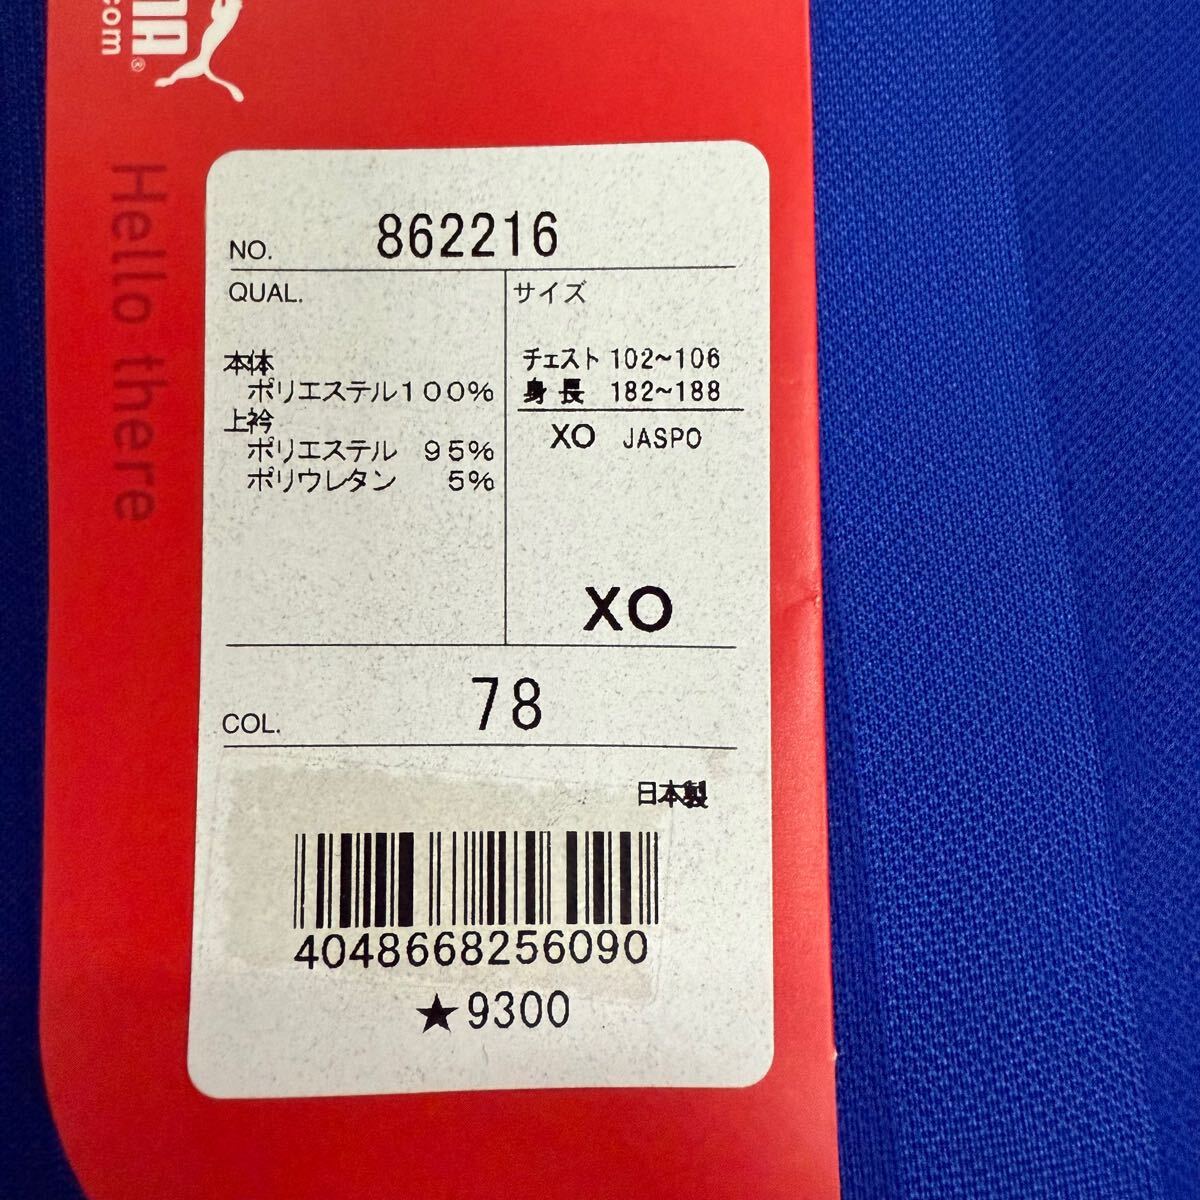 UMA®
.com
Hello there
NO. 862216
QUAL.
本体
ポリエステル100%
上衿
ポリエステル 95%
ポリウレタン 5%
サイズ
チェスト 102~106
身長 182~188
XO JASPO
XO
COL. 78
日本製
4048668256090
★9300